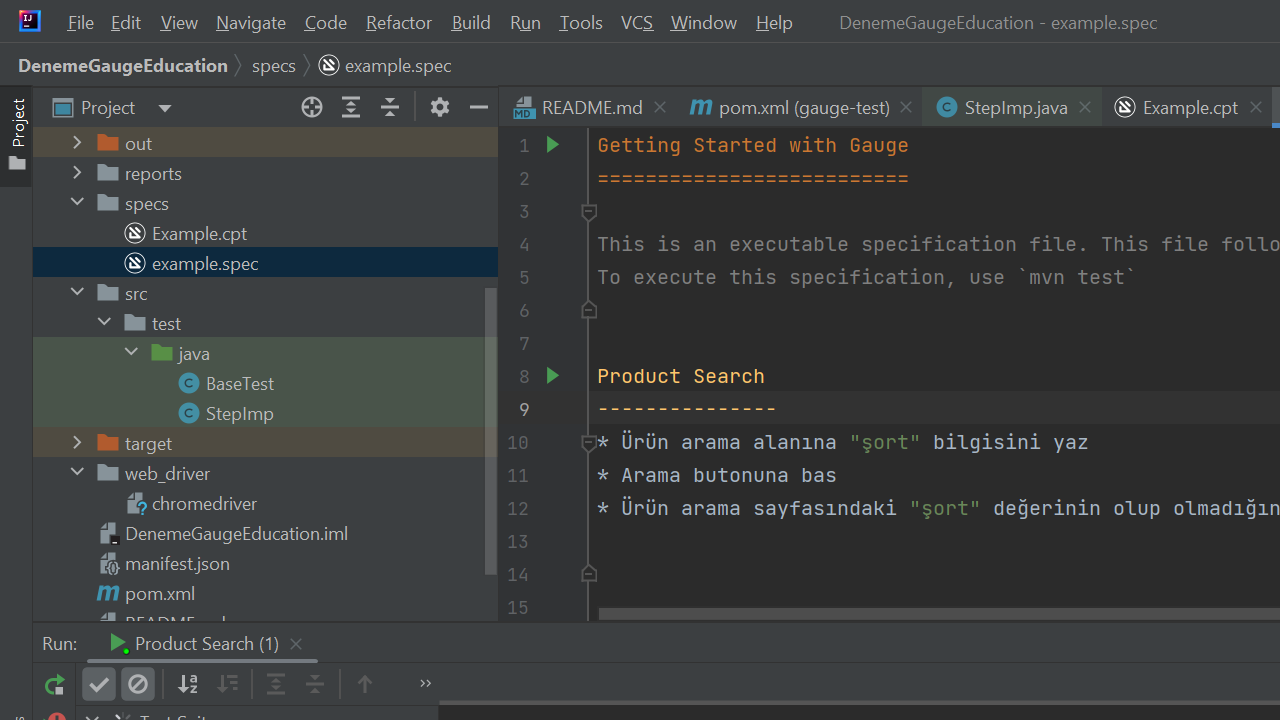 File Edit View Navigate Code Refactor Build Run Tools VCS Window Help DenemeGaugeEducation - example.spec
DenemeGaugeEducation specs example.spec
Project
Project
README.md pom.xml (gauge-test) StepImp.java Example.cpt
out
reports
specs
Example.cpt
example.spec
src
test
java
BaseTest
StepImp
target
web_driver
chromedriver
DenemeGaugeEducation.iml
manifest.json
pom.xml
README.md
1 Getting Started with Gauge
2 ==========================
3
4 This is an executable specification file. This file follo
5 To execute this specification, use `mvn test`
6
7
8 Product Search
9 ---------------
10 * Ürün arama alanına "şort" bilgisini yaz
11 * Arama butonuna bas
12 * Ürün arama sayfasındaki "şort" değerinin olup olmadığın
13
14
15
Run: Product Search (1)